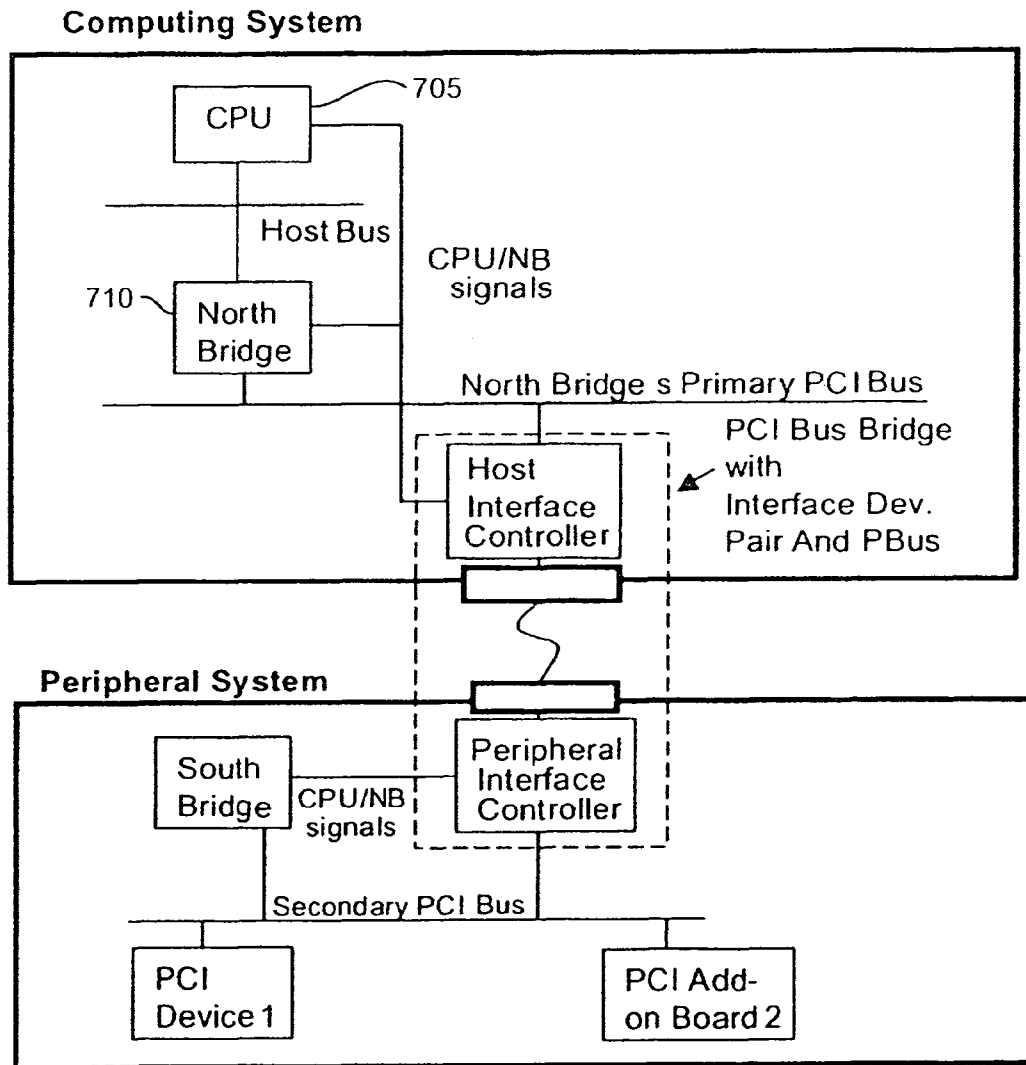 Computing System
705
CPU
Host Bus
CPU/NB
signals
710
North
Bridge
North Bridge s Primary PCI Bus
PCI Bus Bridge
with
Interface Dev.
Pair And PBus
Host
Interface
Controller
Peripheral System
South
Bridge
CPU/NB
signals
Peripheral
Interface
Controller
Secondary PCI Bus
PCI
Device 1
PCI Add-
on Board 2